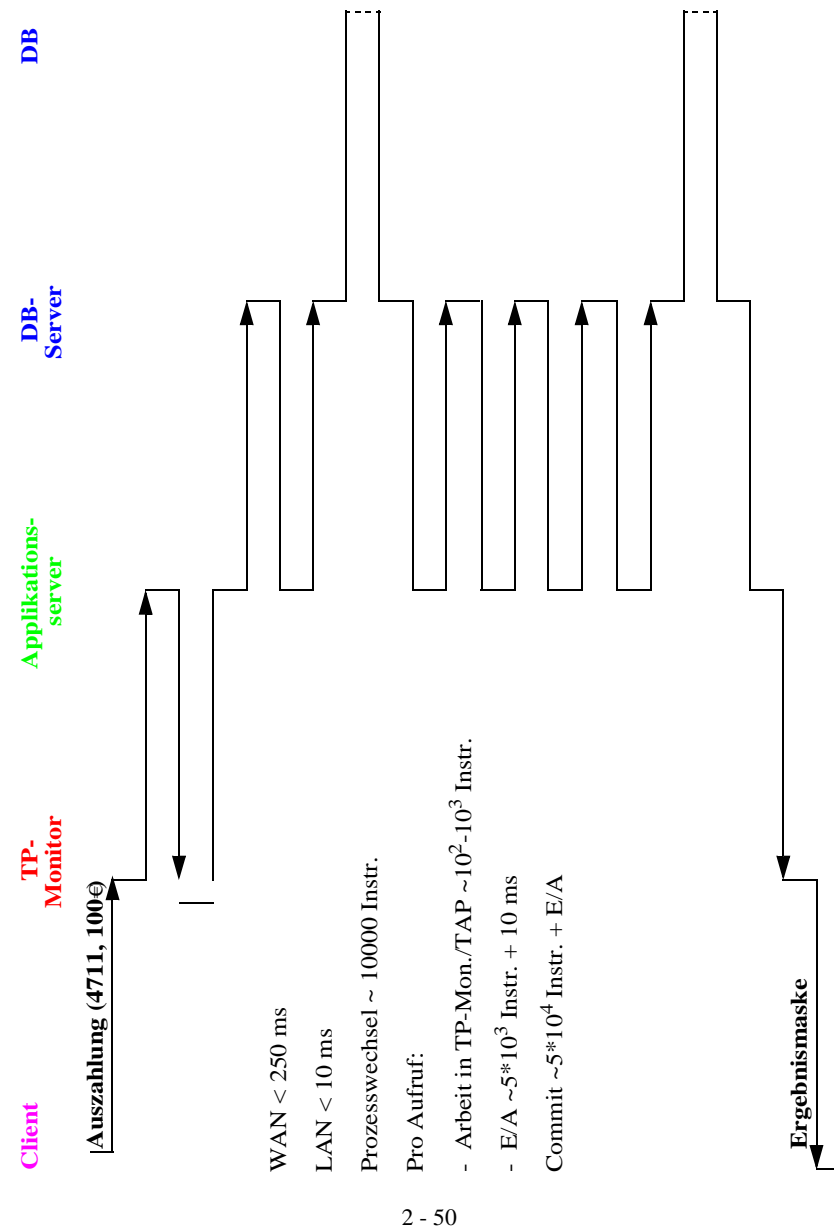 Client
TP-
Monitor
Applikations-
server
DB-
Server
DB
Auszahlung (4711, 100€)
WAN < 250 ms
LAN < 10 ms
Prozesswechsel ~ 10000 Instr.
Pro Aufruf:
- Arbeit in TP-Mon./TAP ~10²-10³ Instr.
- E/A ~5*10³ Instr. + 10 ms
Commit ~5*10⁴ Instr. + E/A
Ergebnismaske
2 - 50